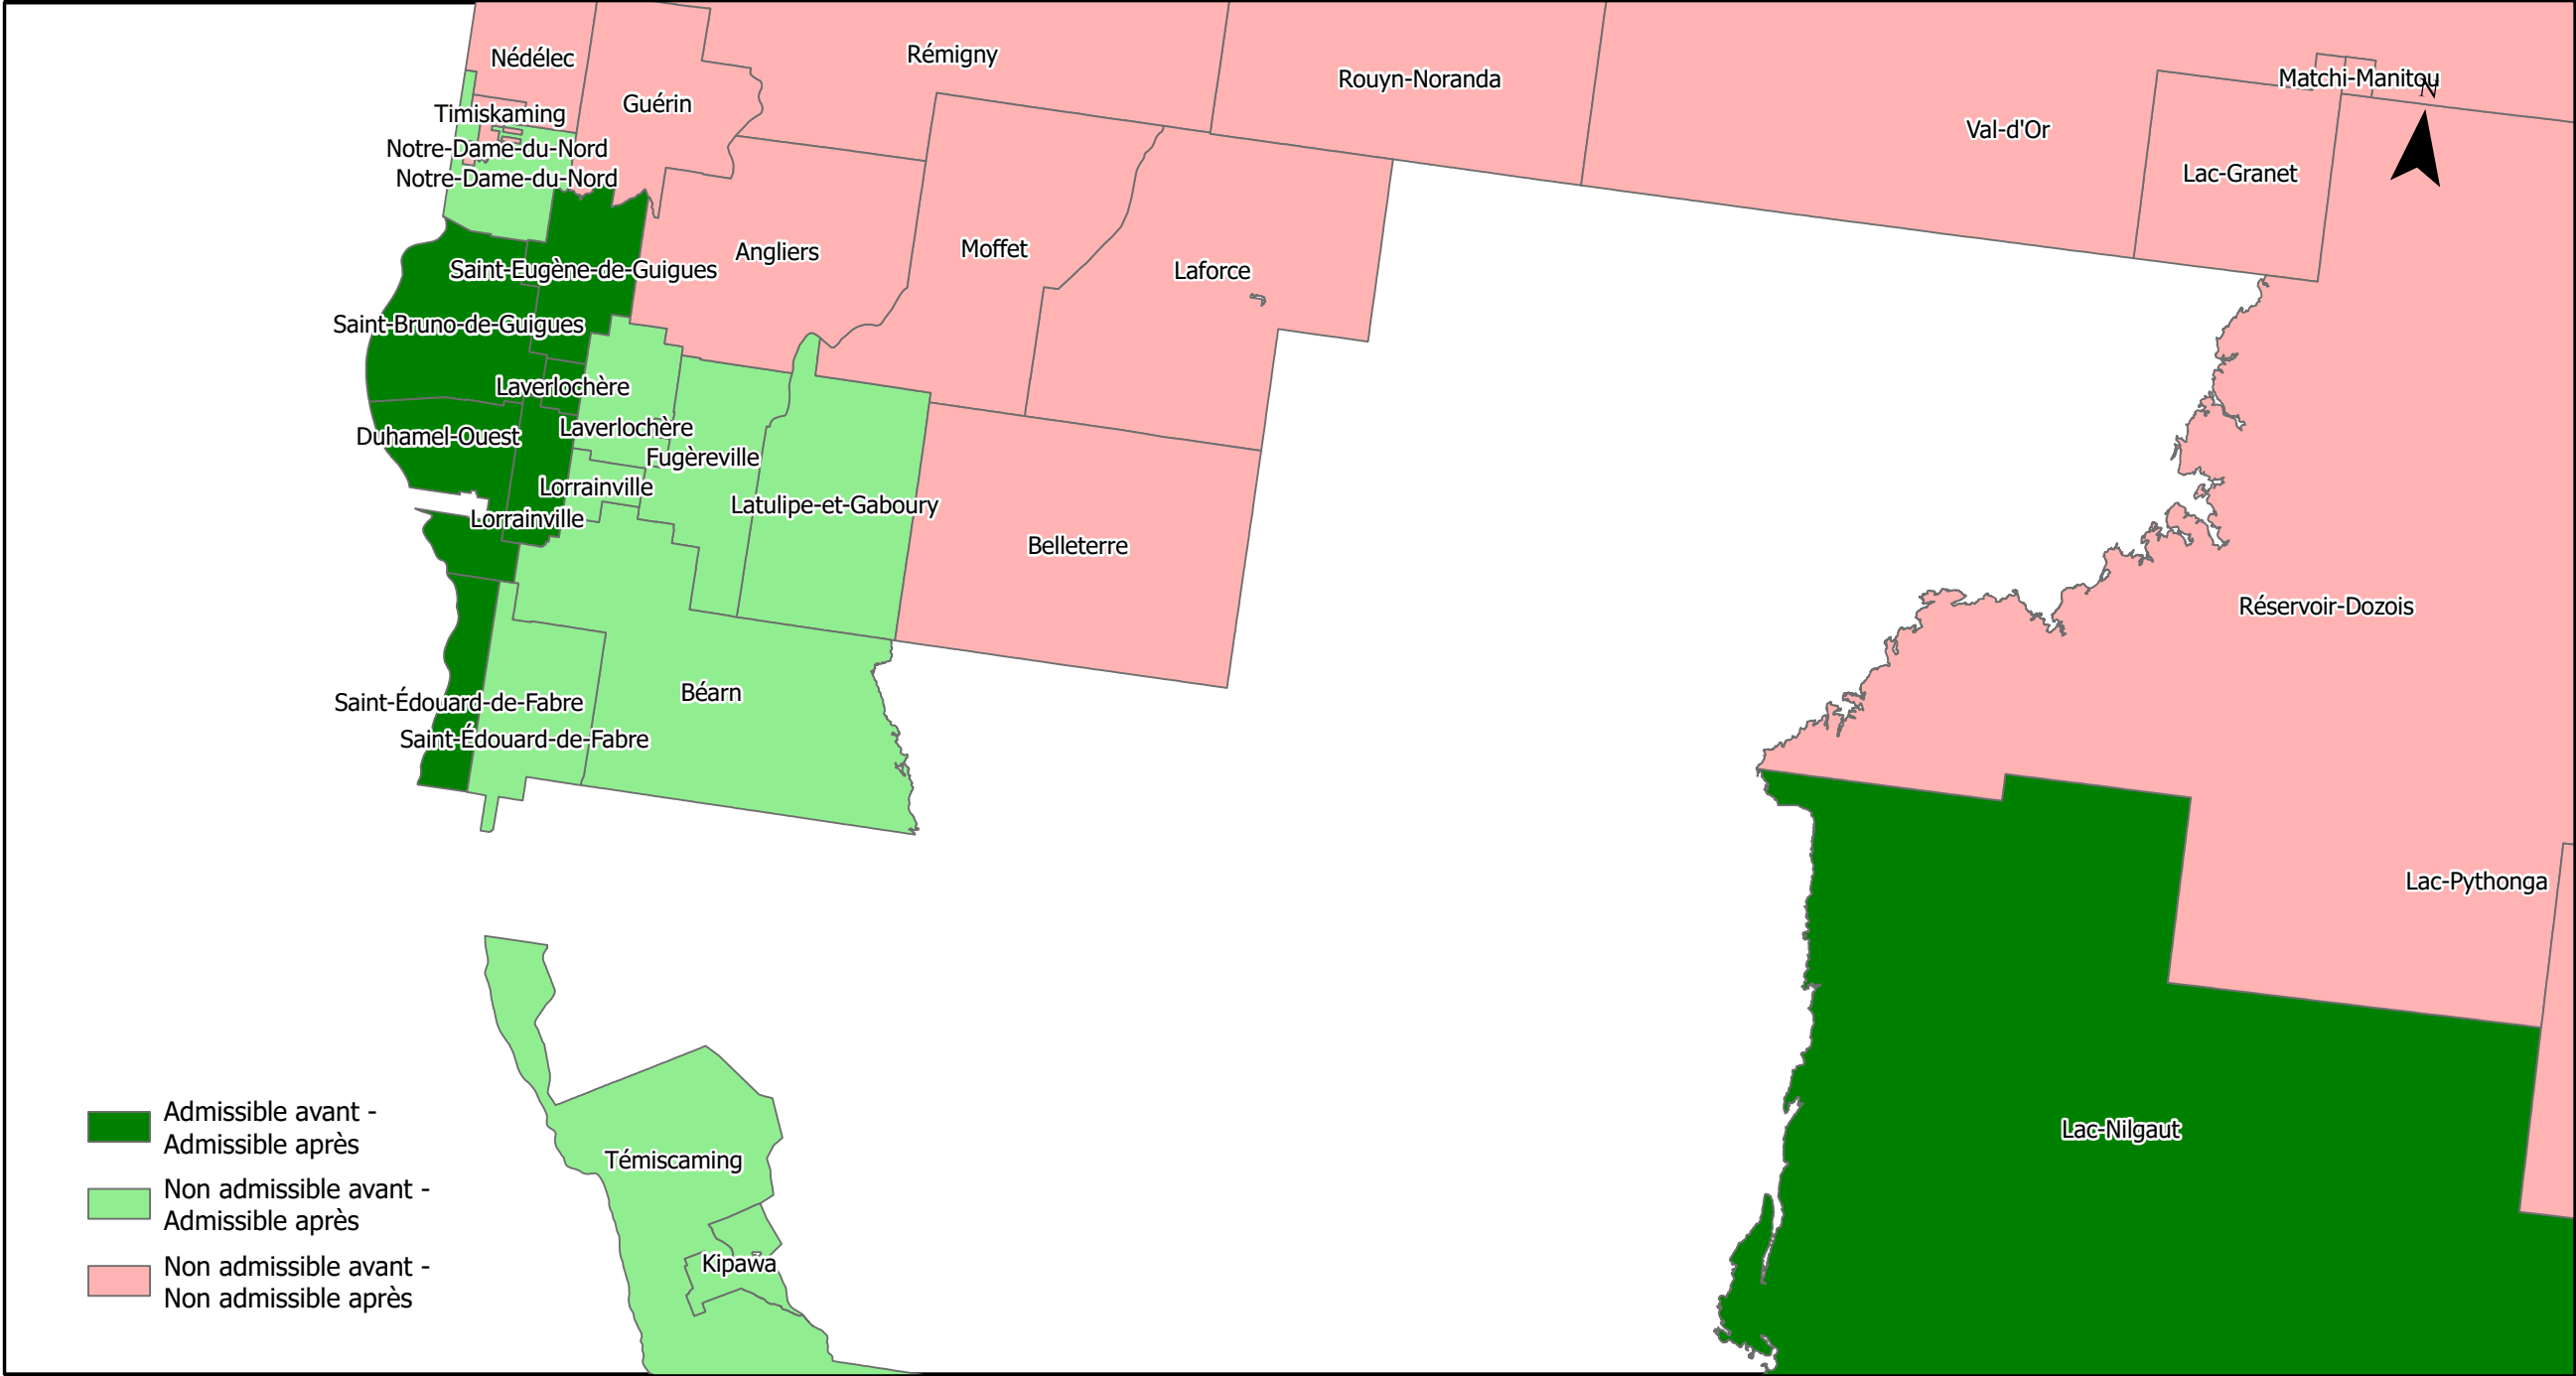 Nédélec
Rémigny
Rouyn-Noranda
Matchi-Manitou
N
Guérin
Timiskaming
Val-d'Or
Notre-Dame-du-Nord
Lac-Granet
Notre-Dame-du-Nord
Angliers
Moffet
Saint-Eugène-de-Guigues
Laforce
Saint-Bruno-de-Guigues
Laverlochère
Laverlochère
Duhamel-Ouest
Fugèreville
Lorrainville
Latulipe-et-Gaboury
Lorrainville
Belleterre
Réservoir-Dozois
Béarn
Saint-Édouard-de-Fabre
Saint-Édouard-de-Fabre
Lac-Pythonga
Lac-Nilgaut
Témiscaming
Kipawa
Admissible avant -
Admissible après
Non admissible avant -
Admissible après
Non admissible avant -
Non admissible après